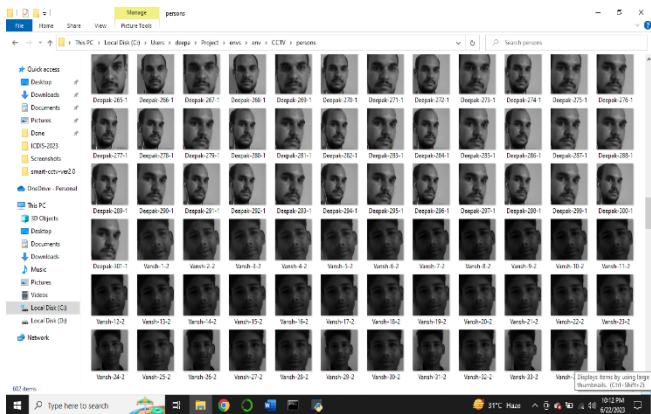 Manage persons
File Home Share View Picture Tools
This PC > Local Disk (C:) > Users > deepa > Project > envs > env > CCTV > persons
Search persons
Quick access
Desktop
Downloads
Documents
Pictures
Done
ICDIS-2023
Screenshots
smart-cctv-ver2.0
OneDrive - Personal
This PC
3D Objects
Desktop
Documents
Downloads
Music
Pictures
Videos
Local Disk (C:)
Local Disk (D:)
Network
Deepak-265-1 Deepak-266-1 Deepak-267-1 Deepak-268-1 Deepak-269-1 Deepak-270-1 Deepak-271-1 Deepak-272-1 Deepak-273-1 Deepak-274-1 Deepak-275-1 Deepak-276-1
Deepak-277-1 Deepak-278-1 Deepak-279-1 Deepak-280-1 Deepak-281-1 Deepak-282-1 Deepak-283-1 Deepak-284-1 Deepak-285-1 Deepak-286-1 Deepak-287-1 Deepak-288-1
Deepak-289-1 Deepak-290-1 Deepak-291-1 Deepak-292-1 Deepak-293-1 Deepak-294-1 Deepak-295-1 Deepak-296-1 Deepak-297-1 Deepak-298-1 Deepak-299-1 Deepak-300-1
Deepak-301-1 Vansh-1-2 Vansh-2-2 Vansh-3-2 Vansh-4-2 Vansh-5-2 Vansh-6-2 Vansh-7-2 Vansh-8-2 Vansh-9-2 Vansh-10-2 Vansh-11-2
Vansh-12-2 Vansh-13-2 Vansh-14-2 Vansh-15-2 Vansh-16-2 Vansh-17-2 Vansh-18-2 Vansh-19-2 Vansh-20-2 Vansh-21-2 Vansh-22-2 Vansh-23-2
Vansh-24-2 Vansh-25-2 Vansh-26-2 Vansh-27-2 Vansh-28-2 Vansh-29-2 Vansh-30-2 Vansh-31-2 Vansh-32-2 Vansh-33-2
Displays items by using large
thumbnails. (Ctrl+Shift+2)
602 items
Type here to search
31°C Haze
10:12 PM
6/22/2023